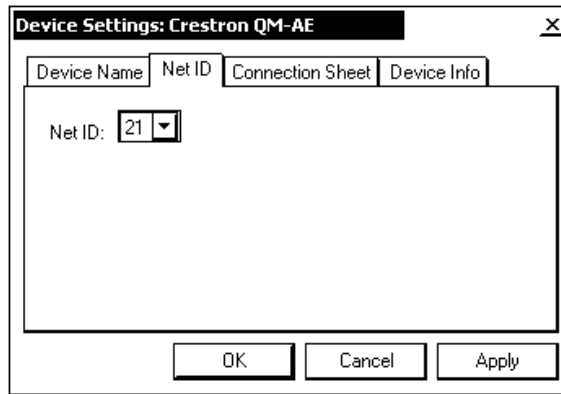 Device Settings: Crestron QM-AE
Device Name Net ID Connection Sheet Device Info
Net ID: 21
OK Cancel Apply